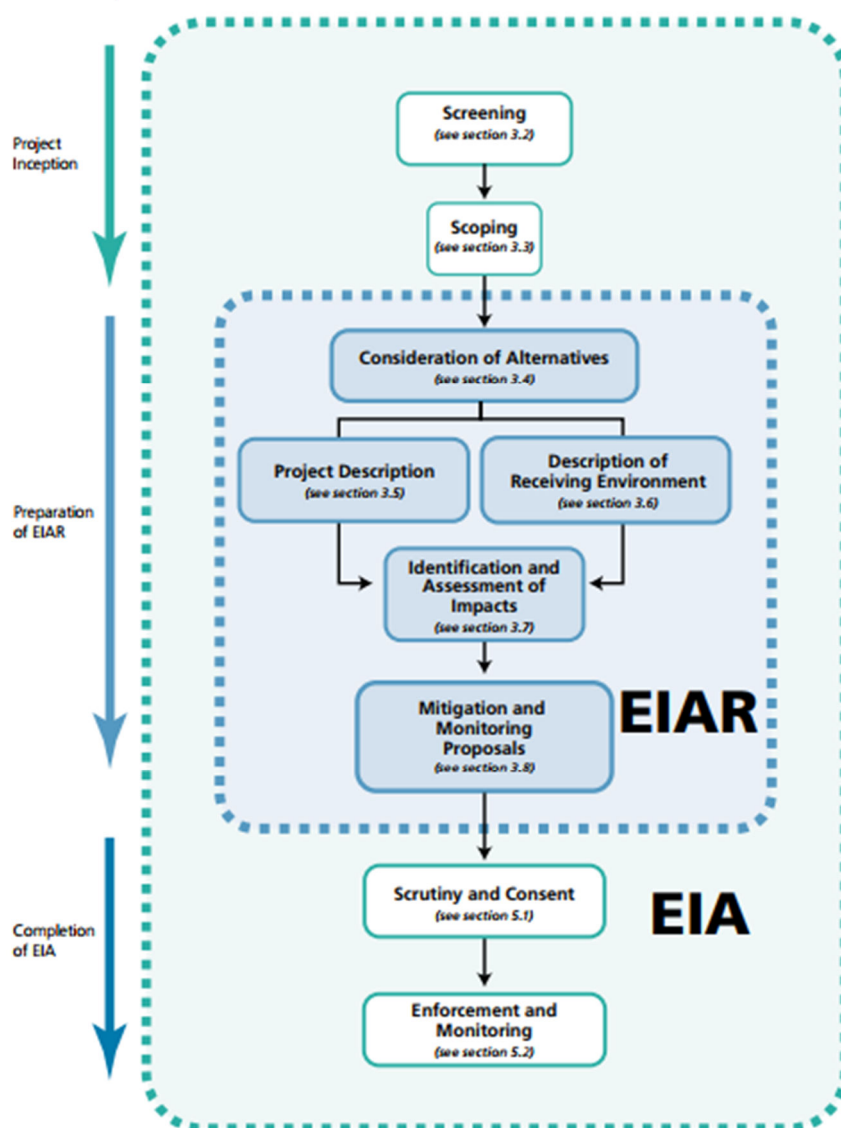 Project
Inception
Screening
(see section 3.2)
Scoping
(see section 3.3)
Preparation
of EIAR
Consideration of Alternatives
(see section 3.4)
Project Description
(see section 3.5)
Description of
Receiving Environment
(see section 3.6)
Identification and
Assessment of
Impacts
(see section 3.7)
Mitigation and
Monitoring
Proposals
(see section 3.8)
EIAR
Completion
of EIA
Scrutiny and Consent
(see section 5.1)
EIA
Enforcement and
Monitoring
(see section 5.2)